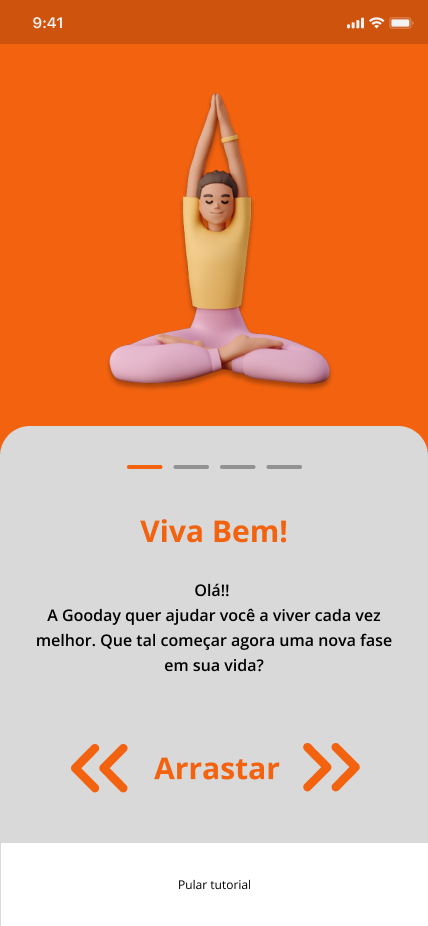 9:41
Viva Bem!
Olá!!
A Gooday quer ajudar você a viver cada vez
melhor. Que tal começar agora uma nova fase
em sua vida?
Arrastar
Pular tutorial